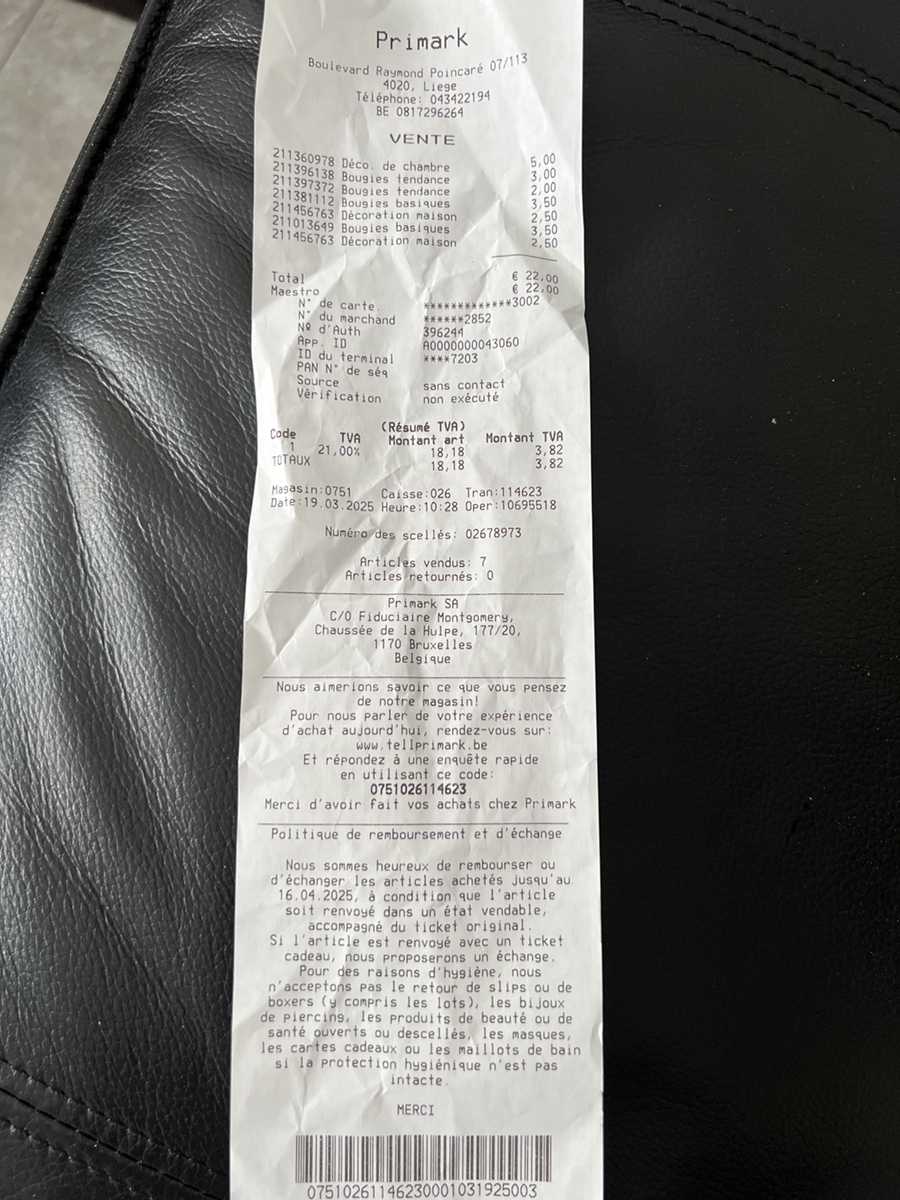 Primark
Boulevard Raymond Poincaré 07/113
4020, Liege
Téléphone: 043422194
BE 0817296264
VENTE
211360978 Déco. de chambre 5,00
211396138 Bougies tendance 3,00
211397372 Bougies tendance 2,00
211381112 Bougies basiques 3,50
211456763 Décoration maison 2,50
211013649 Bougies basiques 3,50
211456763 Décoration maison 2,50
Total € 22,00
Maestro € 22,00
N° de carte. *************3002
N° du marchand ******2852
Nº d'Auth 396244
App. ID A0000000043060
ID du terminal ****7203
PAN N° de séq
Source sans contact
Vérification non exécuté
(Résumé TVA)
Code TVA Montant art Montant TVA
1 21,00% 18,18 3,82
TOTAUX 18,18 3,82
Magasin:0751 Caisse:026 Tran:114623
Date:19.03.2025 Heure:10:28 Oper:10695518
Numéro des scellés: 02678973
Articles vendus: 7
Articles retournés: 0
Primark SA
C/O Fiduciaire Montgomery,
Chaussée de la Hulpe, 177/20,
1170 Bruxelles
Belgique
Nous aimerions savoir ce que vous pensez
de notre magasin!
Pour nous parler de votre expérience
d'achat aujourd'hui, rendez-vous sur:
www.tellprimark.be
Et répondez à une enquête rapide
en utilisant ce code:
0751026114623
Merci d'avoir fait vos achats chez Primark
Politique de remboursement et d'échange
Nous sommes heureux de rembourser ou
d'échanger les articles achetés jusqu'au
16.04.2025, à condition que l'article
soit renvoyé dans un état vendable,
accompagné du ticket original.
Si l'article est renvoyé avec un ticket
cadeau, nous proposerons un échange.
Pour des raisons d'hygiène, nous
n'acceptons pas le retour de slips ou de
boxers (y compris les lots), les bijoux
de piercing, les produits de beauté ou de
santé ouverts ou descellés, les masques,
les cartes cadeaux ou les maillots de bain
si la protection hygiénique n'est pas
intacte.
MERCI
07510261146230001031925003